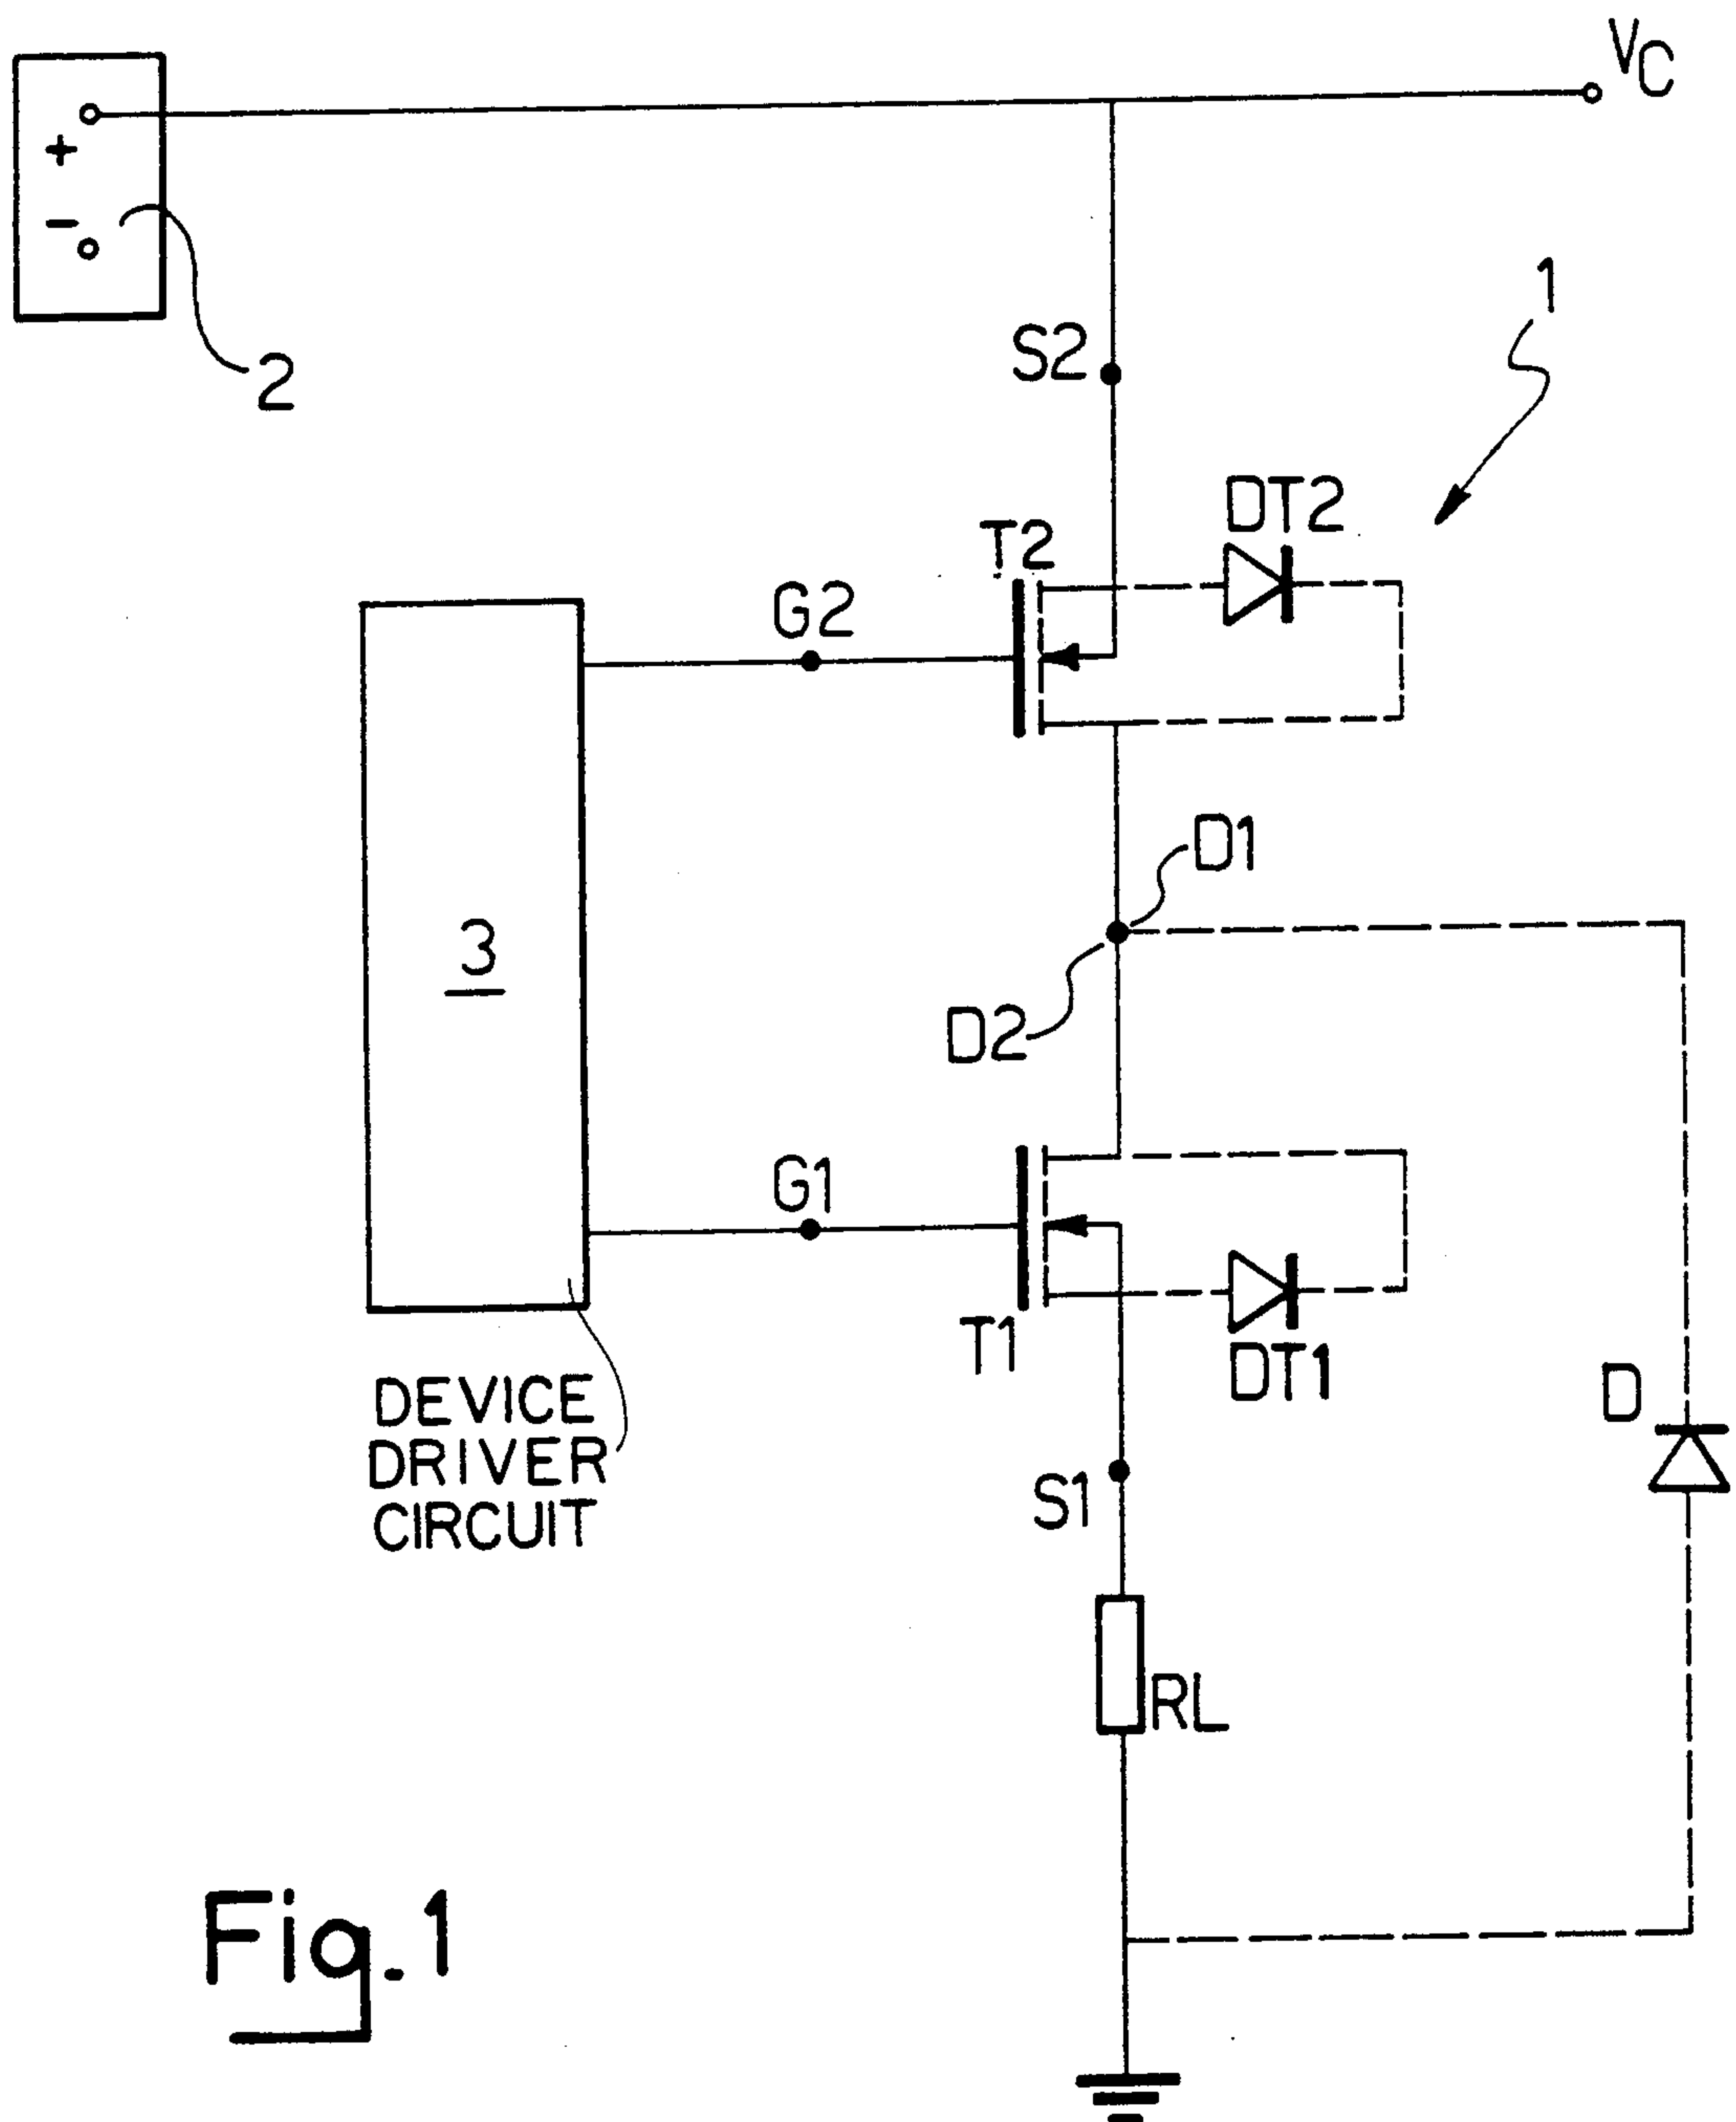 VC
+
-
2
1
S2
DT2
T2
G2
D1
3
D2
G1
T1
DT1
D
DEVICE
DRIVER
CIRCUIT
S1
RL
Fig.1